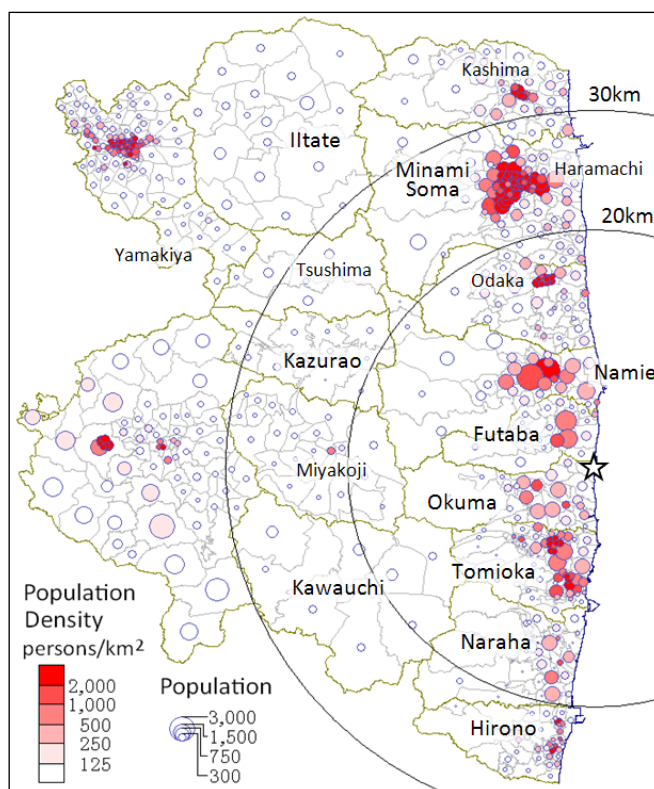 Kashima
30km
IItate
Minami
Soma
Haramachi
20km
Yamakiya
Tsushima
Odaka
Kazurao
Namie
Futaba
Miyakoji
Okuma
Tomioka
Kawauchi
Naraha
Hirono
Population
Density
persons/km²
2,000
1,000
500
250
125
Population
3,000
1,500
750
300